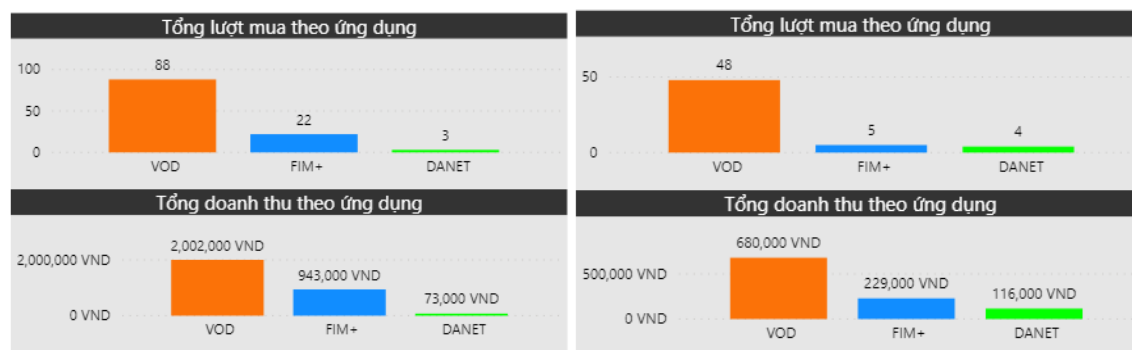 Tổng lượt mua theo ứng dụng
100
88
50
22
3
0
VOD
FIM+
DANET
Tổng doanh thu theo ứng dụng
2,002,000 VND
2,000,000 VND
943,000 VND
73,000 VND
0 VND
VOD
FIM+
DANET
Tổng lượt mua theo ứng dụng
50
48
5
4
0
VOD
FIM+
DANET
Tổng doanh thu theo ứng dụng
680,000 VND
500,000 VND
229,000 VND
116,000 VND
0 VND
VOD
FIM+
DANET